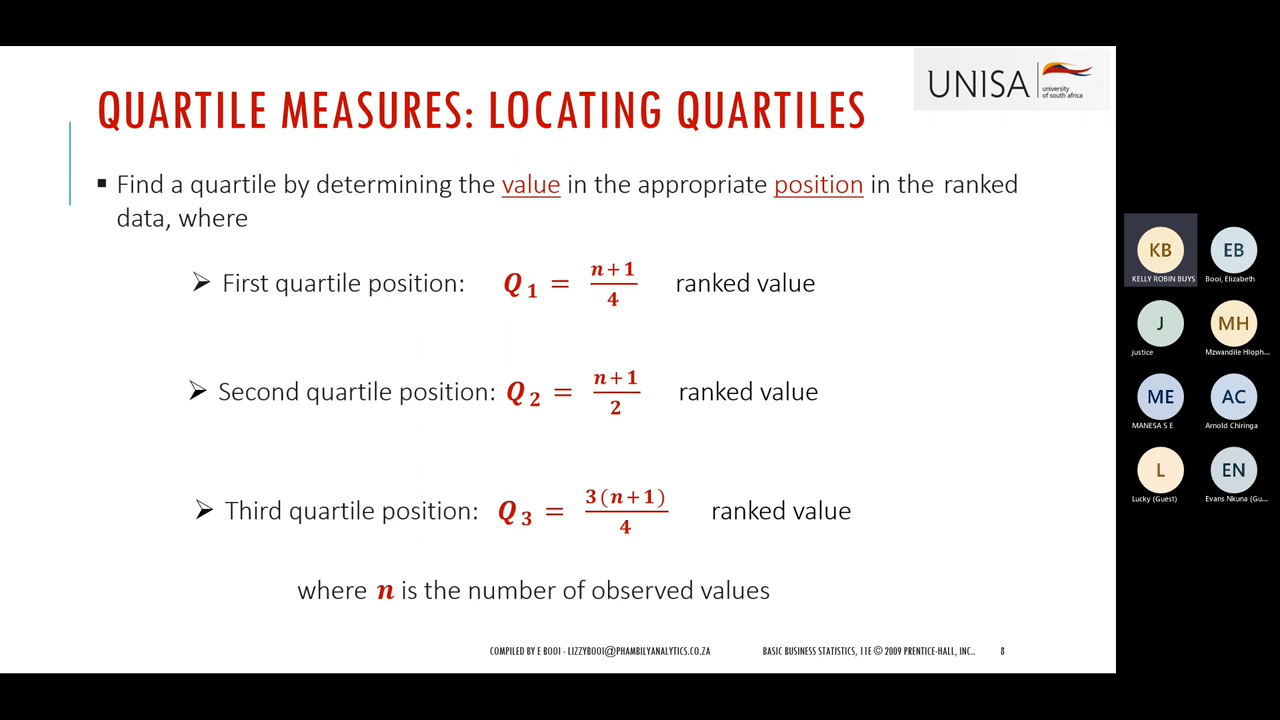 UNISA
university
of south africa
QUARTILE MEASURES: LOCATING QUARTILES
▪ Find a quartile by determining the value in the appropriate position in the ranked
data, where
➢ First quartile position: Q1 = (n+1)/4 ranked value
➢ Second quartile position: Q2 = (n+1)/2 ranked value
➢ Third quartile position: Q3 = 3(n+1)/4 ranked value
where n is the number of observed values
COMPILED BY E BOOI - LIZZYBOOI@PHAMBILYANALYTICS.CO.ZA
BASIC BUSINESS STATISTICS, 11E © 2009 PRENTICE-HALL, INC..
8
KB
KELLY ROBIN BUYS
EB
Booi, Elizabeth
J
justice
MH
Mzwandile Hloph...
ME
MANESA S E
AC
Arnold Chiringa
L
Lucky (Guest)
EN
Evans Nkuna (Gu...